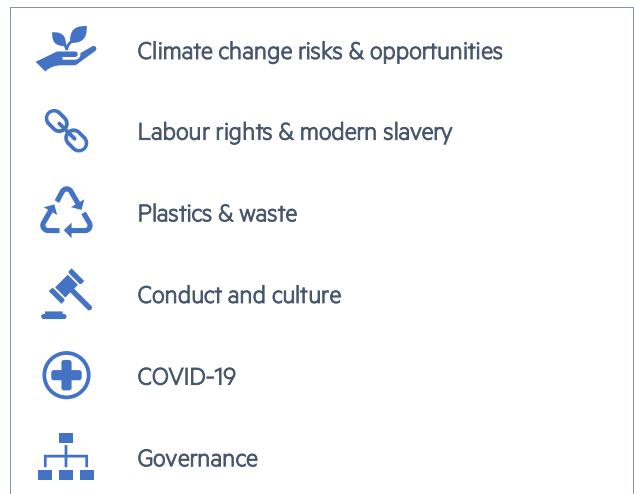 Climate change risks & opportunities
Labour rights & modern slavery
Plastics & waste
Conduct and culture
COVID-19
Governance